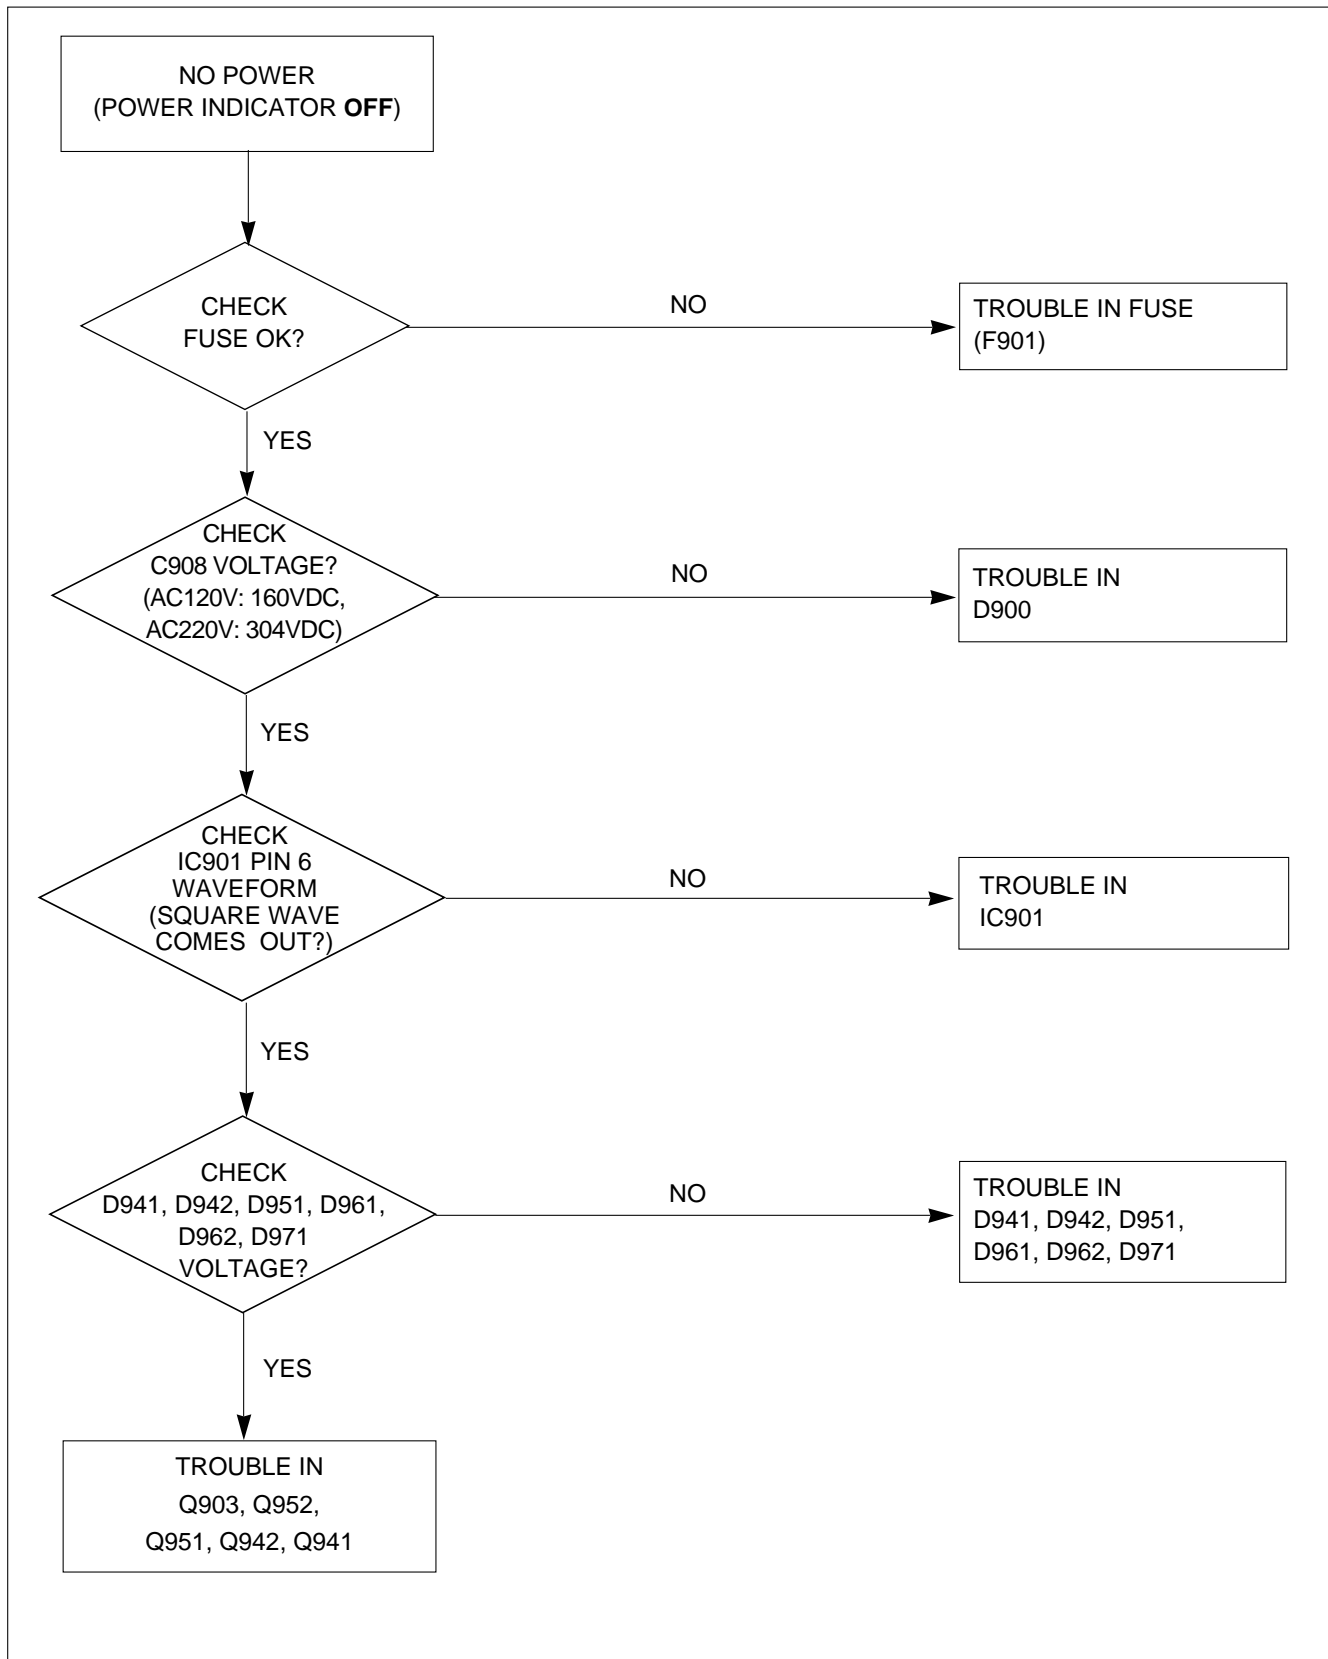 NO POWER
(POWER INDICATOR OFF)
CHECK
FUSE OK?
NO
TROUBLE IN FUSE
(F901)
YES
CHECK
C908 VOLTAGE?
(AC120V: 160VDC,
AC220V: 304VDC)
NO
TROUBLE IN
D900
YES
CHECK
IC901 PIN 6
WAVEFORM
(SQUARE WAVE
COMES OUT?)
NO
TROUBLE IN
IC901
YES
CHECK
D941, D942, D951, D961,
D962, D971
VOLTAGE?
NO
TROUBLE IN
D941, D942, D951,
D961, D962, D971
YES
TROUBLE IN
Q903, Q952,
Q951, Q942, Q941